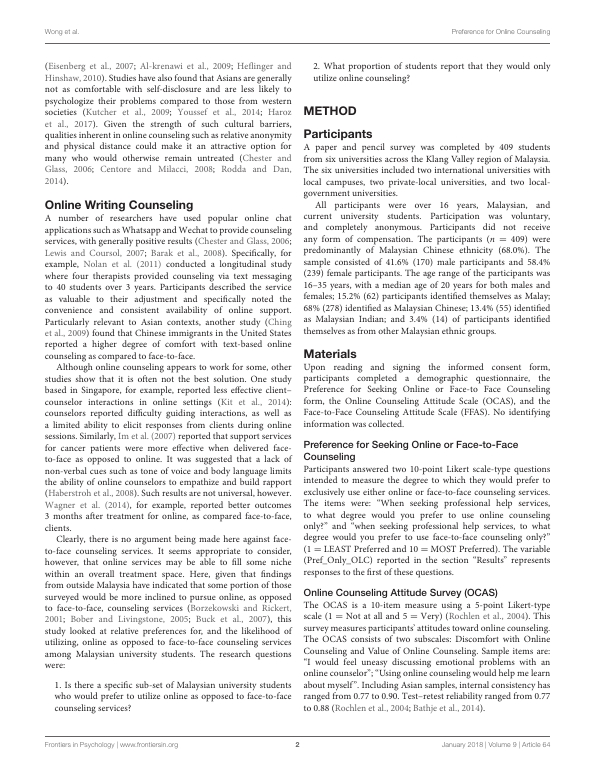 Wong et al.
Preference for Online Counseling
(Eisenberg et al., 2007; Al-krenawi et al., 2009; Heflinger and
Hinshaw, 2010). Studies have also found that Asians are generally
not as comfortable with self-disclosure and are less likely to
psychologize their problems compared to those from western
societies (Kutcher et al., 2009; Youssef et al., 2014; Haroz
et al., 2017). Given the strength of such cultural barriers,
qualities inherent in online counseling such as relative anonymity
and physical distance could make it an attractive option for
many who would otherwise remain untreated (Chester and
Glass, 2006; Centore and Milacci, 2008; Rodda and Dan,
2014).
Online Writing Counseling
A number of researchers have used popular online chat
applications such as Whatsapp and Wechat to provide counseling
services, with generally positive results (Chester and Glass, 2006;
Lewis and Coursol, 2007; Barak et al., 2008). Specifically, for
example, Nolan et al. (2011) conducted a longitudinal study
where four therapists provided counseling via text messaging
to 40 students over 3 years. Participants described the service
as valuable to their adjustment and specifically noted the
convenience and consistent availability of online support.
Particularly relevant to Asian contexts, another study (Ching
et al., 2009) found that Chinese immigrants in the United States
reported a higher degree of comfort with text-based online
counseling as compared to face-to-face.
Although online counseling appears to work for some, other
studies show that it is often not the best solution. One study
based in Singapore, for example, reported less effective client–
counselor interactions in online settings (Kit et al., 2014):
counselors reported difficulty guiding interactions, as well as
a limited ability to elicit responses from clients during online
sessions. Similarly, Im et al. (2007) reported that support services
for cancer patients were more effective when delivered face-
to-face as opposed to online. It was suggested that a lack of
non-verbal cues such as tone of voice and body language limits
the ability of online counselors to empathize and build rapport
(Haberstroh et al., 2008). Such results are not universal, however.
Wagner et al. (2014), for example, reported better outcomes
3 months after treatment for online, as compared face-to-face,
clients.
Clearly, there is no argument being made here against face-
to-face counseling services. It seems appropriate to consider,
however, that online services may be able to fill some niche
within an overall treatment space. Here, given that findings
from outside Malaysia have indicated that some portion of those
surveyed would be more inclined to pursue online, as opposed
to face-to-face, counseling services (Borzekowski and Rickert,
2001; Bober and Livingstone, 2005; Buck et al., 2007), this
study looked at relative preferences for, and the likelihood of
utilizing, online as opposed to face-to-face counseling services
among Malaysian university students. The research questions
were:
1. Is there a specific sub-set of Malaysian university students
who would prefer to utilize online as opposed to face-to-face
counseling services?
2. What proportion of students report that they would only
utilize online counseling?
METHOD
Participants
A paper and pencil survey was completed by 409 students
from six universities across the Klang Valley region of Malaysia.
The six universities included two international universities with
local campuses, two private-local universities, and two local-
government universities.
All participants were over 16 years, Malaysian, and
current university students. Participation was voluntary,
and completely anonymous. Participants did not receive
any form of compensation. The participants (n = 409) were
predominantly of Malaysian Chinese ethnicity (68.0%). The
sample consisted of 41.6% (170) male participants and 58.4%
(239) female participants. The age range of the participants was
16–35 years, with a median age of 20 years for both males and
females; 15.2% (62) participants identified themselves as Malay;
68% (278) identified as Malaysian Chinese; 13.4% (55) identified
as Malaysian Indian; and 3.4% (14) of participants identified
themselves as from other Malaysian ethnic groups.
Materials
Upon reading and signing the informed consent form,
participants completed a demographic questionnaire, the
Preference for Seeking Online or Face-to Face Counseling
form, the Online Counseling Attitude Scale (OCAS), and the
Face-to-Face Counseling Attitude Scale (FFAS). No identifying
information was collected.
Preference for Seeking Online or Face-to-Face
Counseling
Participants answered two 10-point Likert scale-type questions
intended to measure the degree to which they would prefer to
exclusively use either online or face-to-face counseling services.
The items were: “When seeking professional help services,
to what degree would you prefer to use online counseling
only?” and “when seeking professional help services, to what
degree would you prefer to use face-to-face counseling only?”
(1 = LEAST Preferred and 10 = MOST Preferred). The variable
(Pref_Only_OLC) reported in the section “Results” represents
responses to the first of these questions.
Online Counseling Attitude Survey (OCAS)
The OCAS is a 10-item measure using a 5-point Likert-type
scale (1 = Not at all and 5 = Very) (Rochlen et al., 2004). This
survey measures participants’ attitudes toward online counseling.
The OCAS consists of two subscales: Discomfort with Online
Counseling and Value of Online Counseling. Sample items are:
“I would feel uneasy discussing emotional problems with an
online counselor”; “Using online counseling would help me learn
about myself”. Including Asian samples, internal consistency has
ranged from 0.77 to 0.90. Test–retest reliability ranged from 0.77
to 0.88 (Rochlen et al., 2004; Bathje et al., 2014).
Frontiers in Psychology | www.frontiersin.org
2
January 2018 | Volume 9 | Article 64